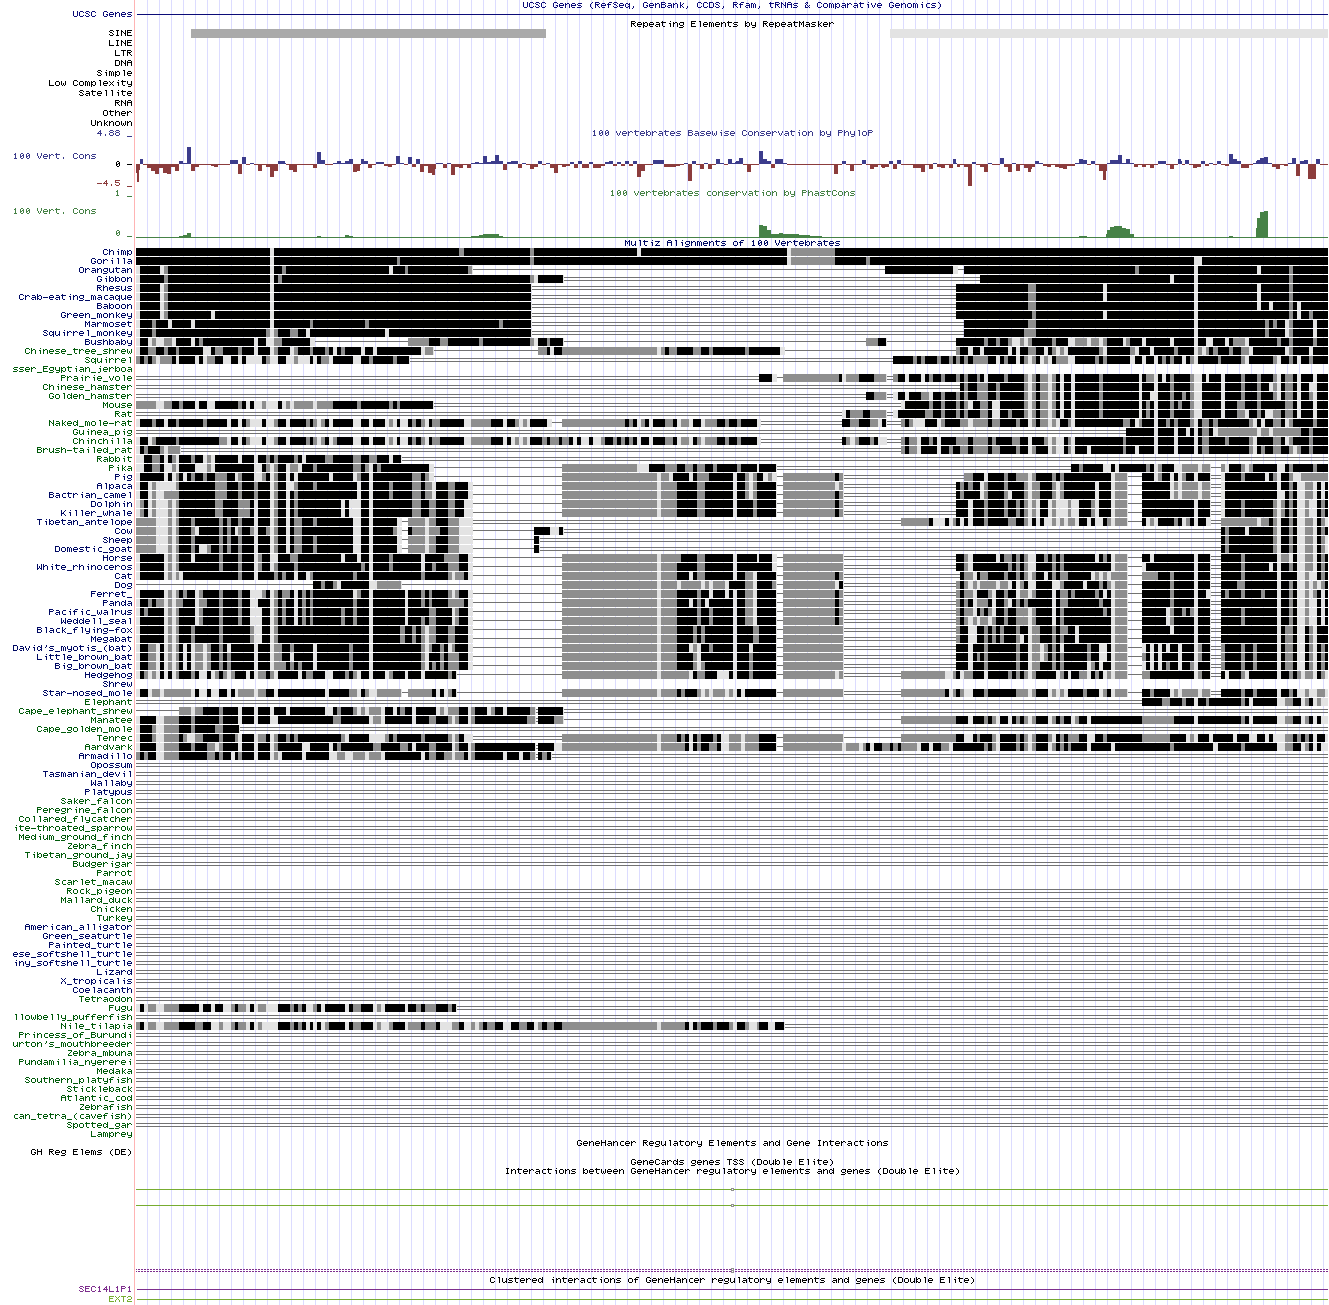 UCSC Genes (RefSeq, GenBank, CCDS, Rfam, tRNAs & Comparative Genomics)
UCSC Genes
Repeating Elements by RepeatMasker
SINE
LINE
LTR
DNA
Simple
Low Complexity
Satellite
RNA
Other
Unknown
4.88 _
100 vertebrates Basewise Conservation by PhyloP
100 Vert. Cons
0 _
-4.5 _
100 vertebrates conservation by PhastCons
1 _
100 Vert. Cons
0 _
Multiz Alignments of 100 Vertebrates
Chimp
Gorilla
Orangutan
Gibbon
Rhesus
Crab-eating_macaque
Baboon
Green_monkey
Marmoset
Squirrel_monkey
Bushbaby
Chinese_tree_shrew
Squirrel
sser_Egyptian_jerboa
Prairie_vole
Chinese_hamster
Golden_hamster
Mouse
Rat
Naked_mole-rat
Guinea_pig
Chinchilla
Brush-tailed_rat
Rabbit
Pika
Pig
Alpaca
Bactrian_camel
Dolphin
Killer_whale
Tibetan_antelope
Cow
Sheep
Domestic_goat
Horse
White_rhinoceros
Cat
Dog
Ferret_
Panda
Pacific_walrus
Weddell_seal
Black_flying-fox
Megabat
David's_myotis_(bat)
Little_brown_bat
Big_brown_bat
Hedgehog
Shrew
Star-nosed_mole
Elephant
Cape_elephant_shrew
Manatee
Cape_golden_mole
Tenrec
Aardvark
Armadillo
Opossum
Tasmanian_devil
Wallaby
Platypus
Saker_falcon
Peregrine_falcon
Collared_flycatcher
ite-throated_sparrow
Medium_ground_finch
Zebra_finch
Tibetan_ground_jay
Budgerigar
Parrot
Scarlet_macaw
Rock_pigeon
Mallard_duck
Chicken
Turkey
American_alligator
Green_seaturtle
Painted_turtle
ese_softshell_turtle
iny_softshell_turtle
Lizard
X_tropicalis
Coelacanth
Tetraodon
Fugu
llowbelly_pufferfish
Nile_tilapia
Princess_of_Burundi
urton's_mouthbreeder
Zebra_mbuna
Pundamilia_nyererei
Medaka
Southern_platyfish
Stickleback
Atlantic_cod
Zebrafish
can_tetra_(cavefish)
Spotted_gar
Lamprey
GeneHancer Regulatory Elements and Gene Interactions
GH Reg Elems (DE)
GeneCards genes TSS (Double Elite)
Interactions between GeneHancer regulatory elements and genes (Double Elite)
Clustered interactions of GeneHancer regulatory elements and genes (Double Elite)
SEC14L1P1
EXT2